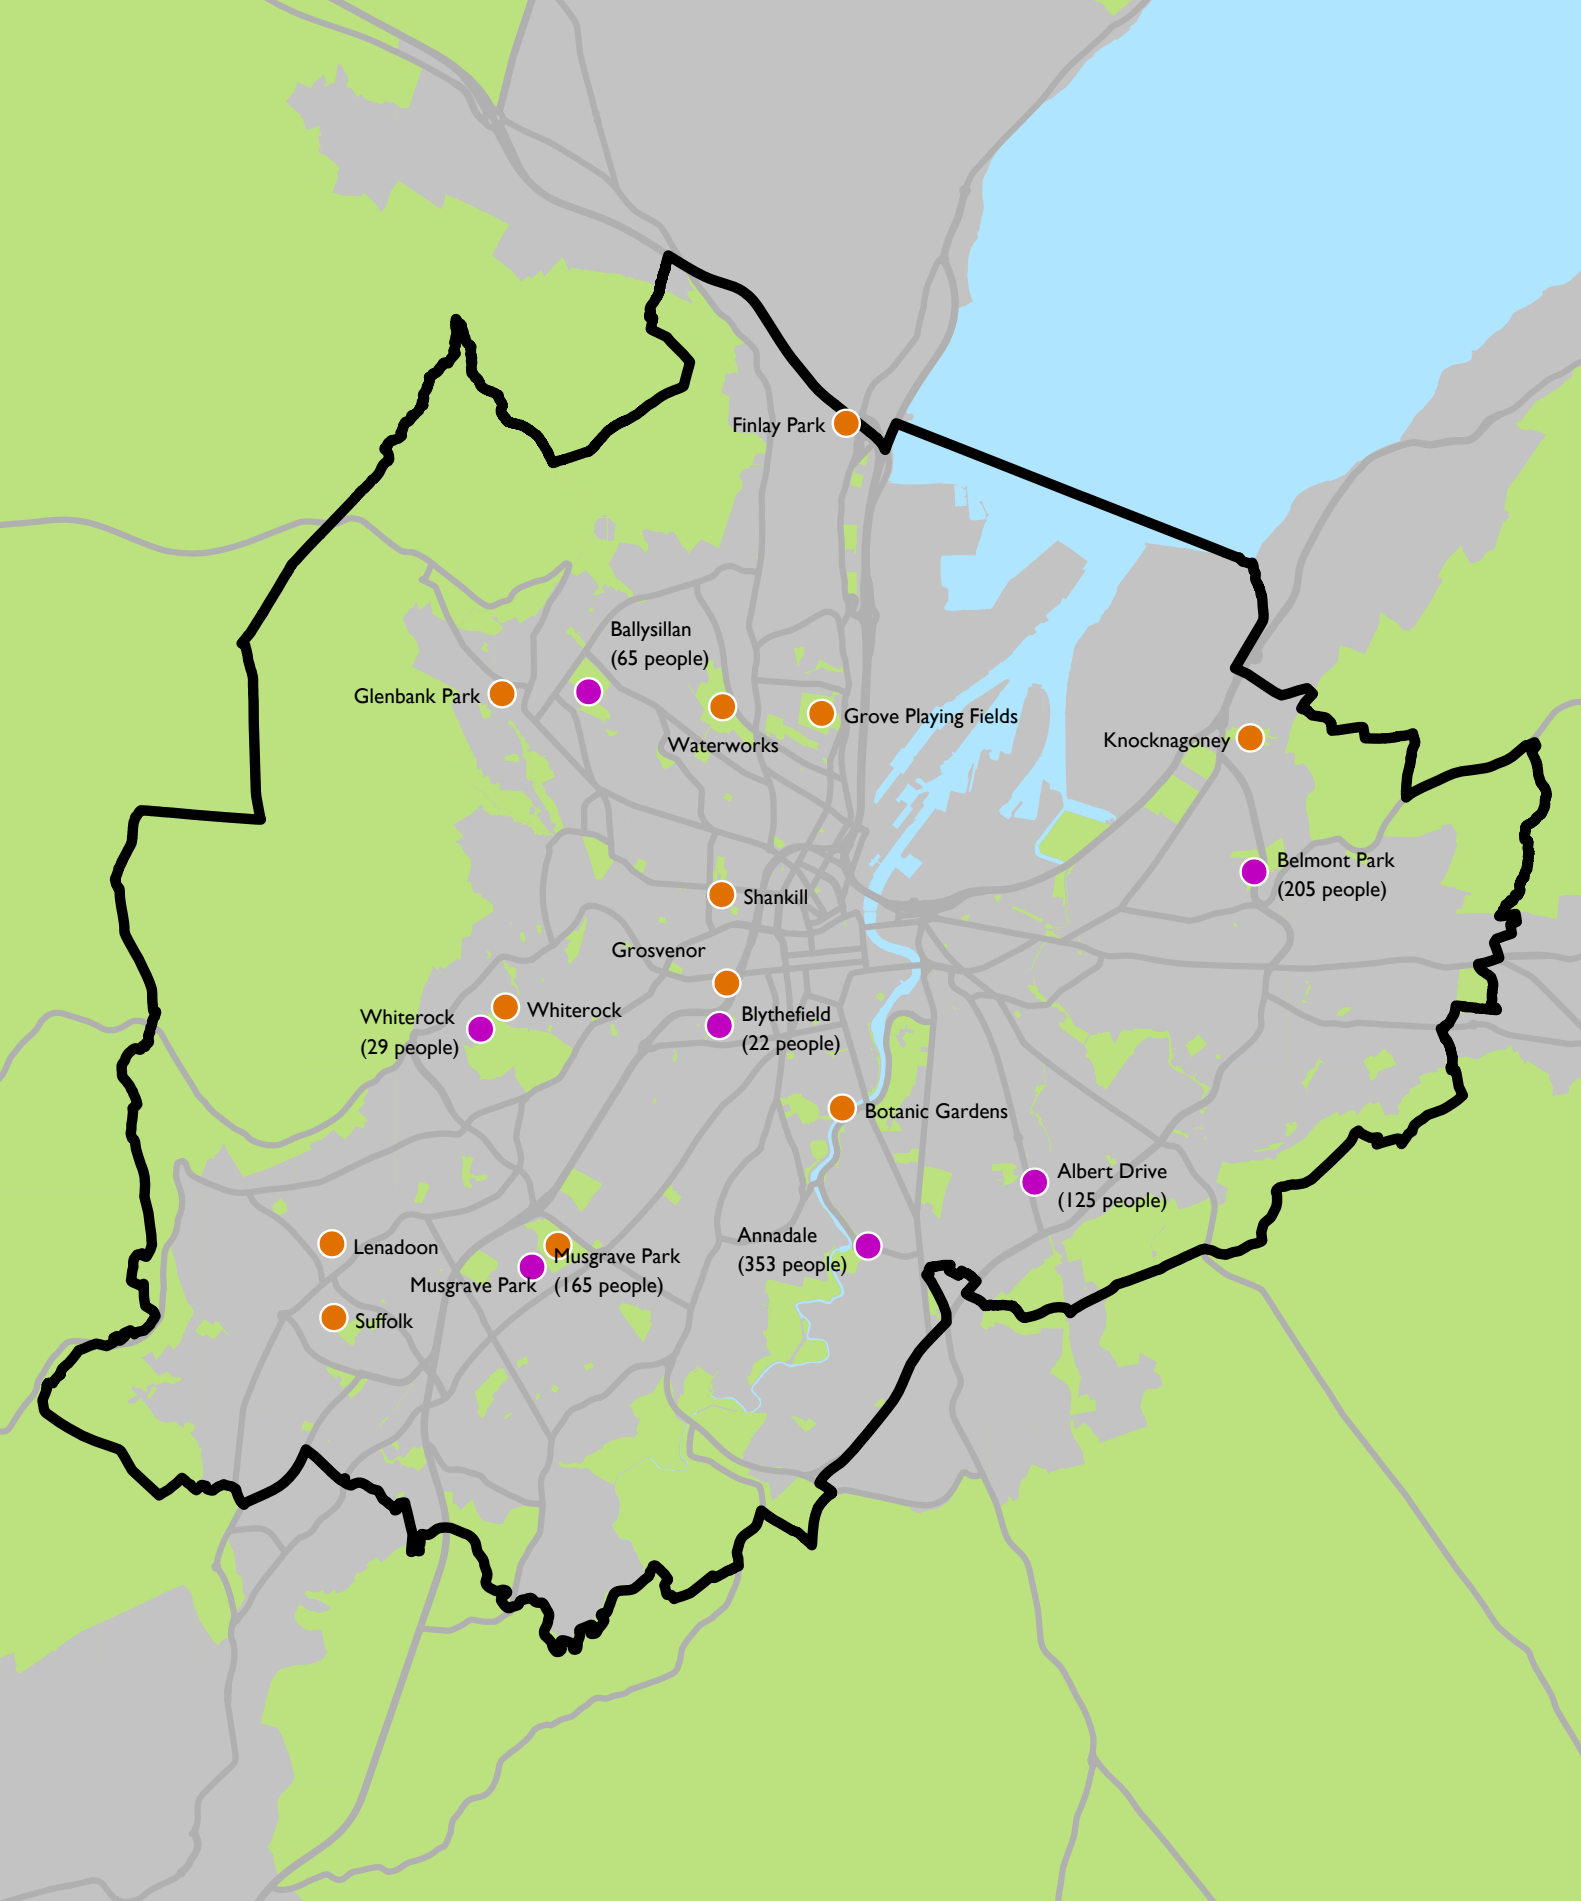 Finlay Park
Ballysillan
(65 people)
Glenbank Park
Waterworks
Grove Playing Fields
Knocknagoney
Belmont Park
(205 people)
Shankill
Grosvenor
Whiterock
Whiterock
(29 people)
Blythefield
(22 people)
Botanic Gardens
Albert Drive
(125 people)
Annadale
(353 people)
Lenadoon
Musgrave Park
(165 people)
Musgrave Park
Suffolk